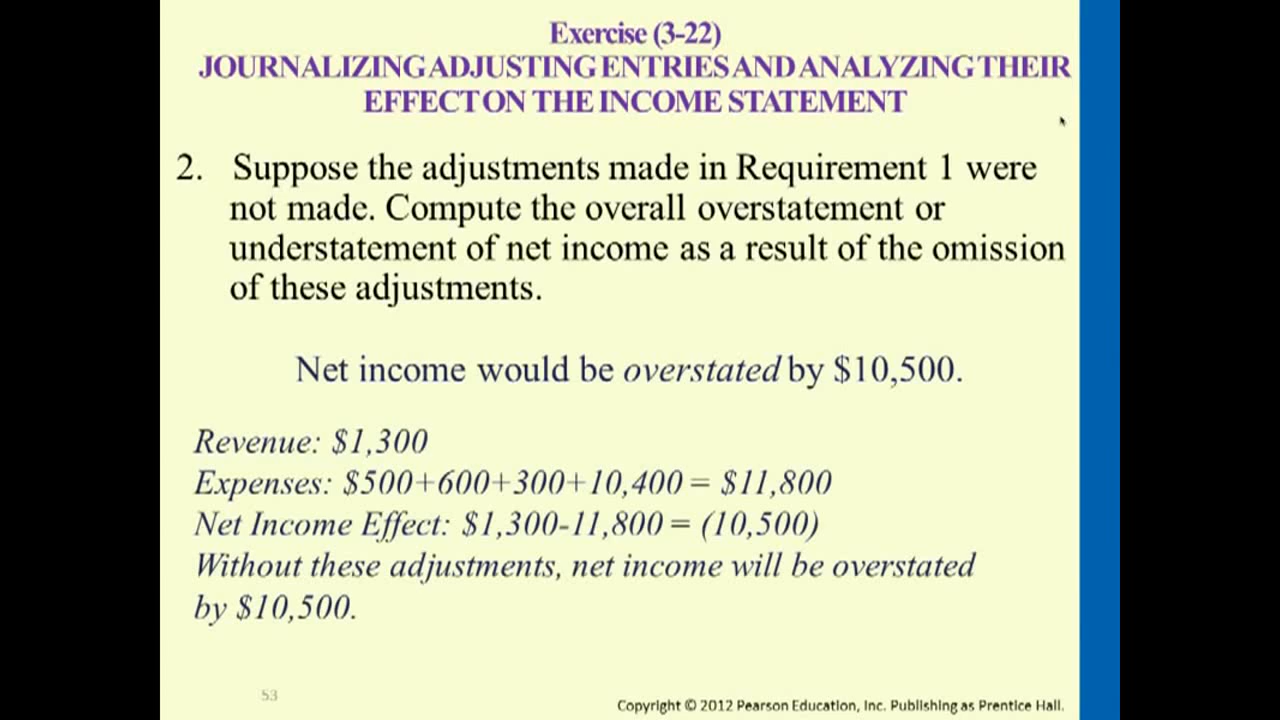 Exercise (3-22)
JOURNALIZING ADJUSTING ENTRIES AND ANALYZING THEIR
EFFECT ON THE INCOME STATEMENT
2. Suppose the adjustments made in Requirement 1 were
not made. Compute the overall overstatement or
understatement of net income as a result of the omission
of these adjustments.
Net income would be overstated by $10,500.
Revenue: $1,300
Expenses: $500+600+300+10,400 = $11,800
Net Income Effect: $1,300-11,800 = (10,500)
Without these adjustments, net income will be overstated
by $10,500.
53
Copyright © 2012 Pearson Education, Inc. Publishing as Prentice Hall.